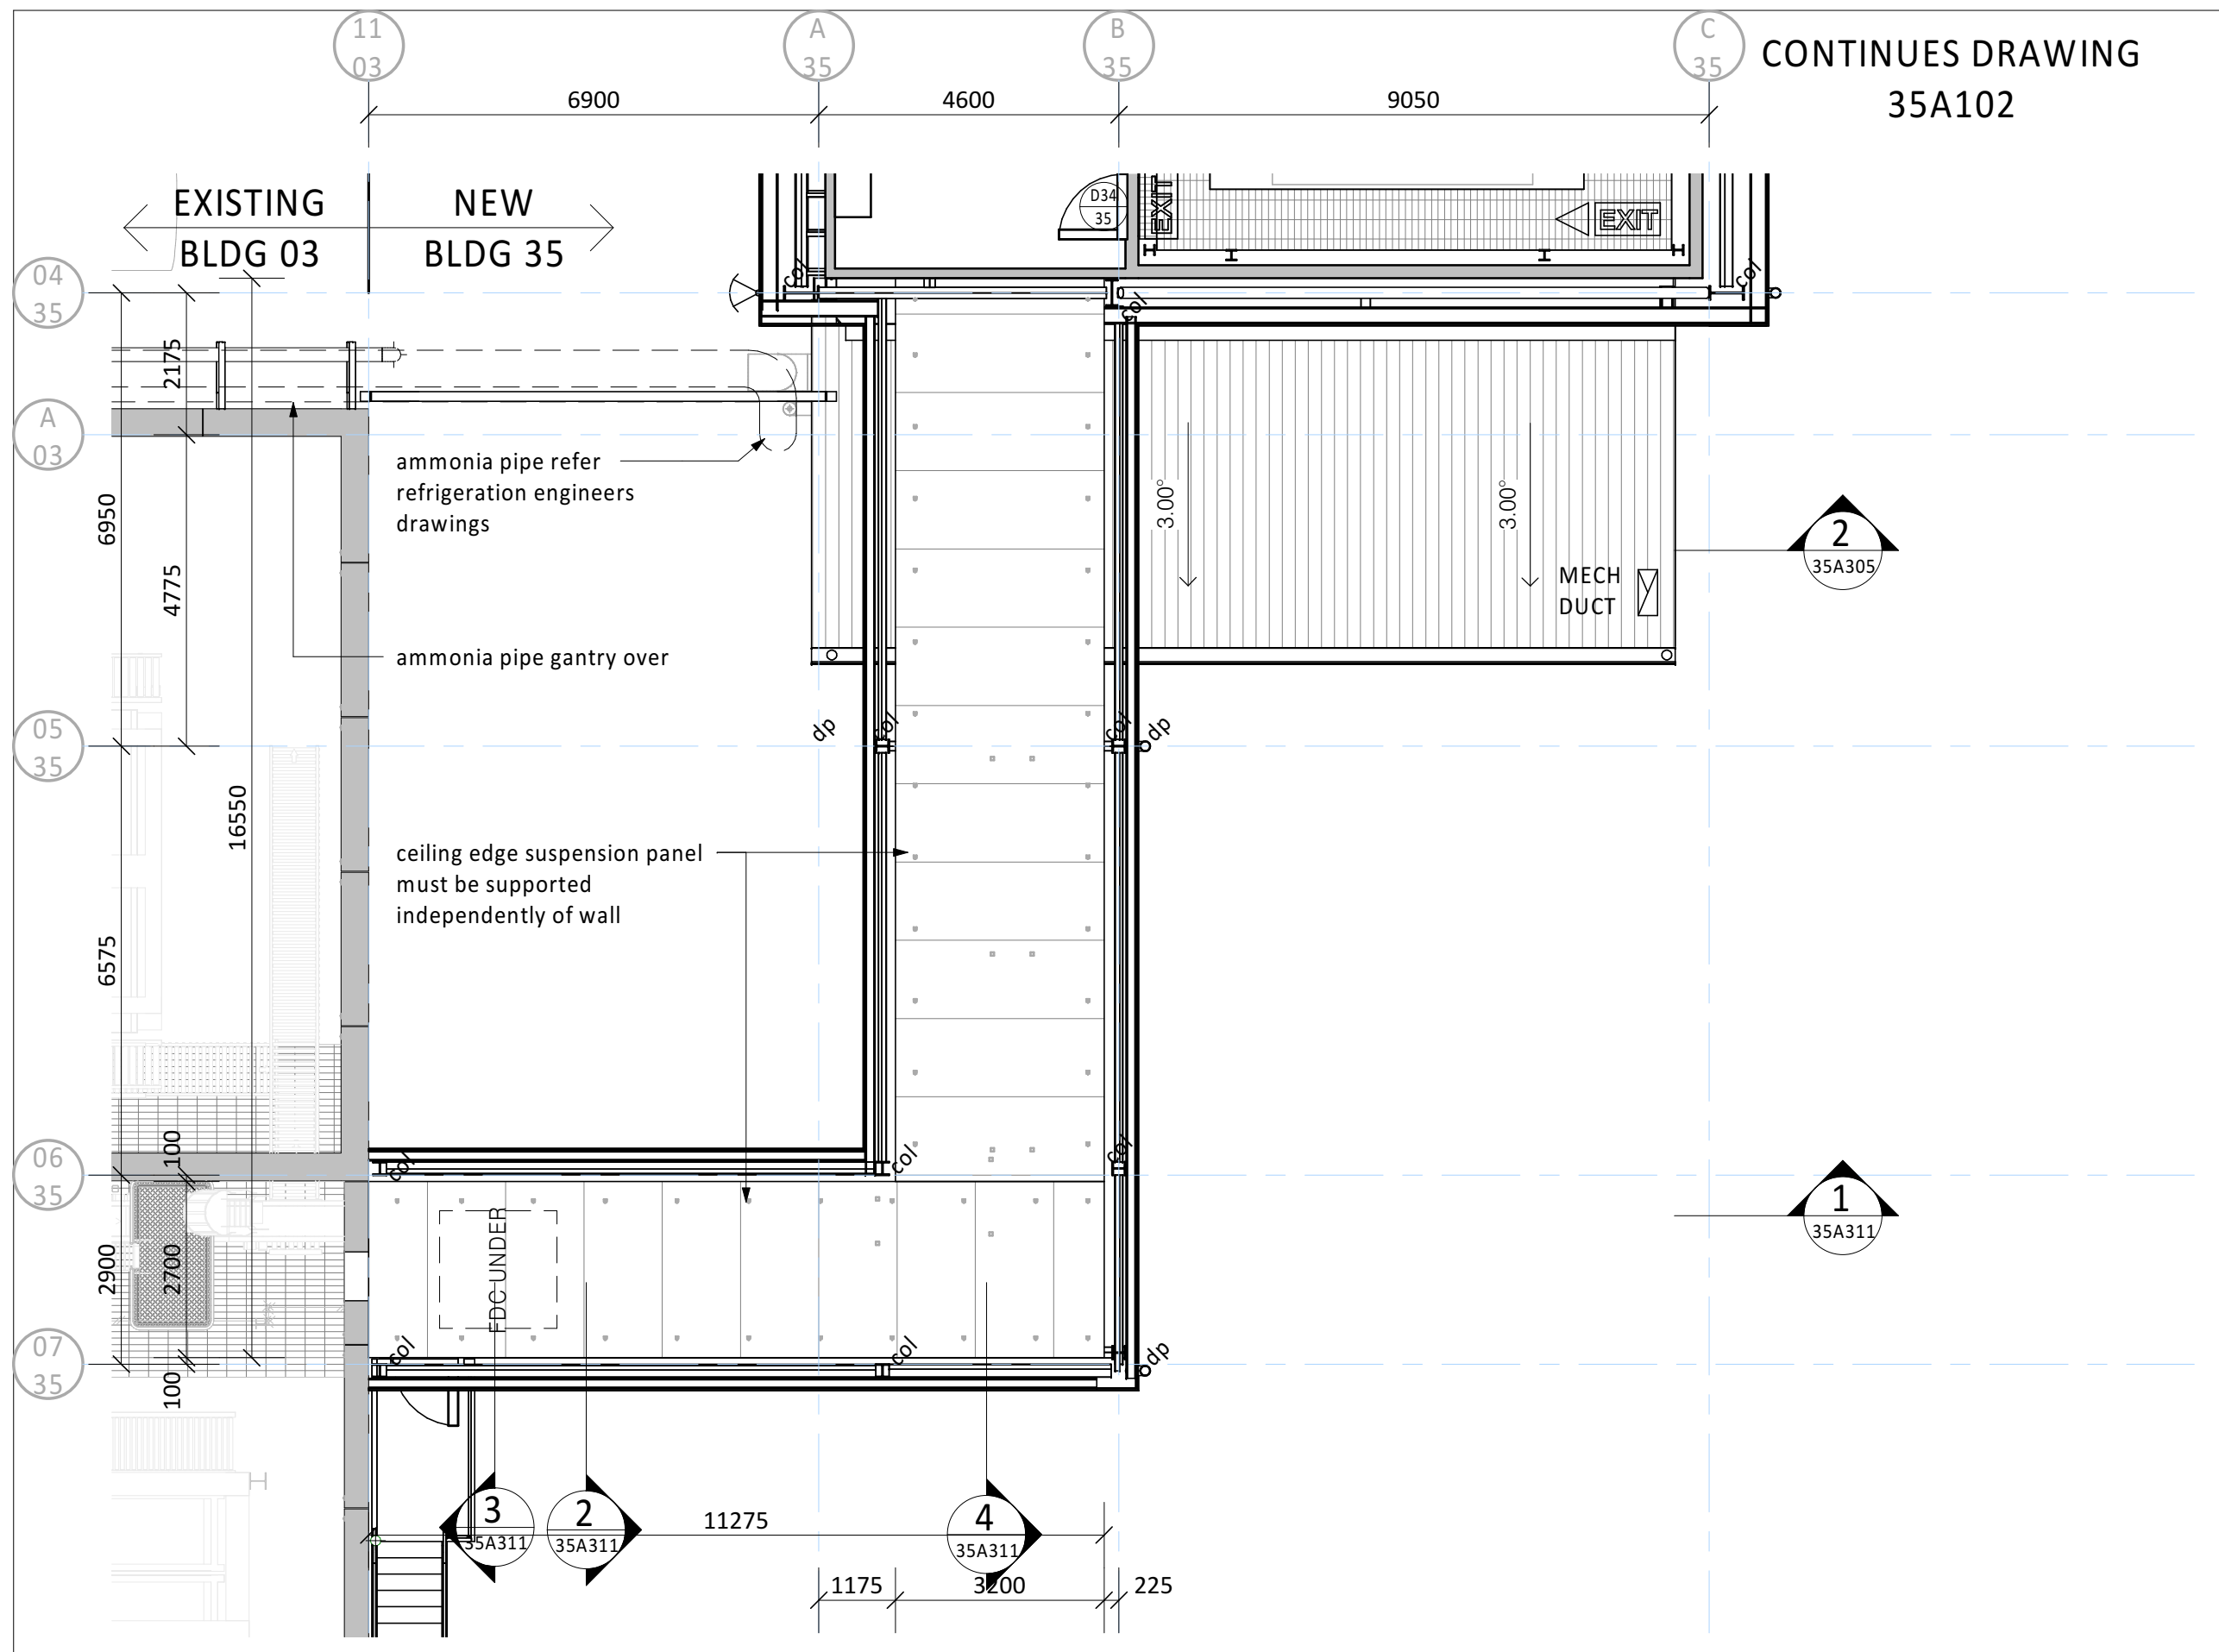 11
03
A
35
B
35
C
35
CONTINUES DRAWING
35A102
6900
4600
9050
EXISTING
BLDG 03
NEW
BLDG 35
D34
35
EXIT
EXIT
04
35
col
col
col
2175
A
03
ammonia pipe refer
refrigeration engineers
drawings
6950
4775
3.00°
3.00°
2
35A305
MECH
DUCT
ammonia pipe gantry over
05
35
dp
col
col
dp
16550
ceiling edge suspension panel
must be supported
independently of wall
6575
100
06
35
col
col
col
1
35A311
2900
2700
FDC UNDER
07
35
col
col
dp
100
3
35A311
2
35A311
11275
4
35A311
1175
3200
225